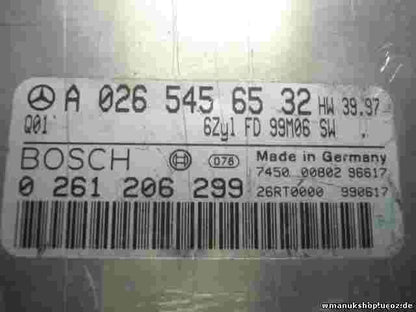 A 026 545 65 32 HW 39.97
Q01 6Zyl FD 99M06 SW .
BOSCH 076 Made in Germany
7450 00802 96617
0 261 206 299 26RT0000 990617
© wmanukshop.ucoz.de